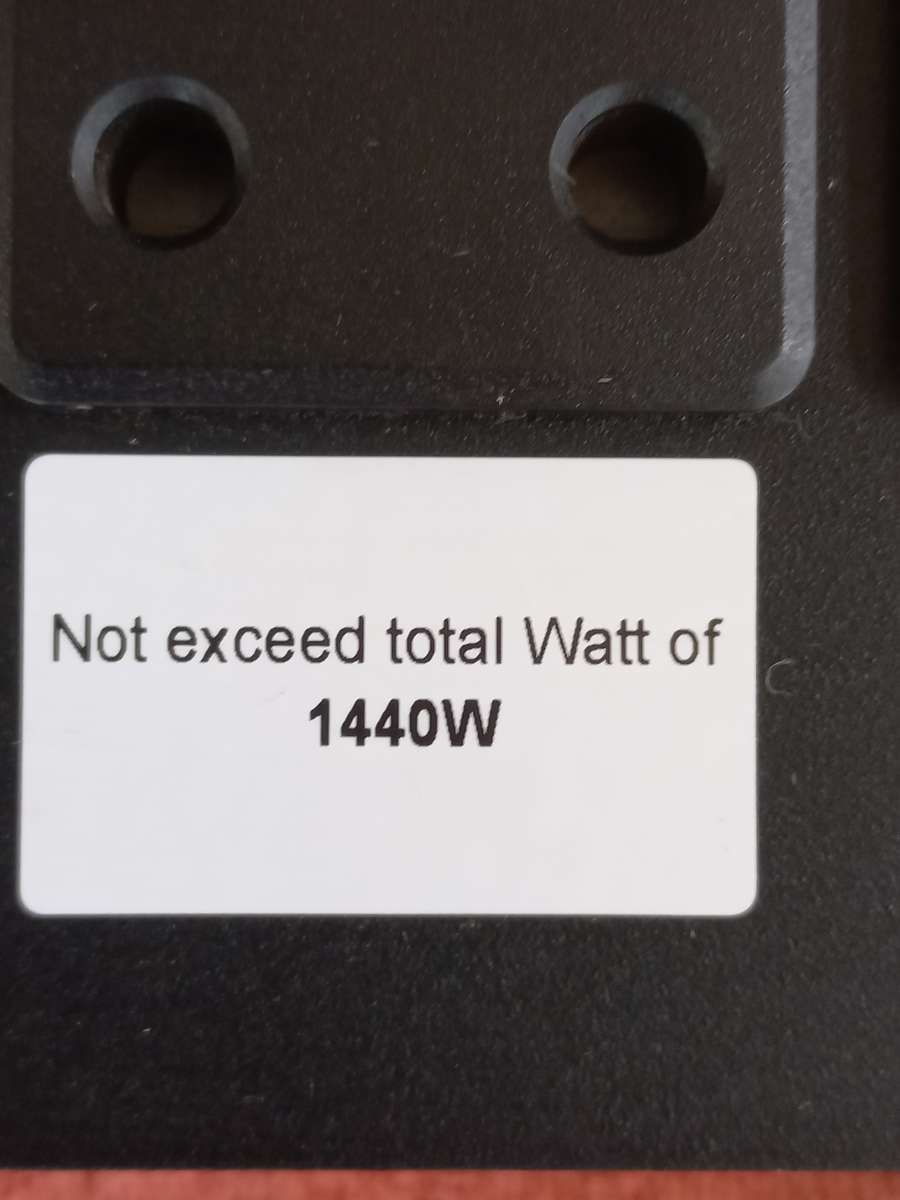 Not exceed total Watt of
1440W